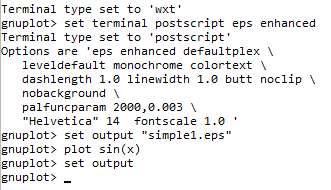 Terminal type set to 'wxt'
gnuplot> set terminal postscript eps enhanced
Terminal type set to 'postscript'
Options are 'eps enhanced defaultplex \
leveldefault monochrome colortext \
dashlength 1.0 linewidth 1.0 butt noclip \
nobackground \
palfuncparam 2000,0.003 \
"Helvetica" 14  fontscale 1.0 '
gnuplot> set output "simple1.eps"
gnuplot> plot sin(x)
gnuplot> set output
gnuplot> _